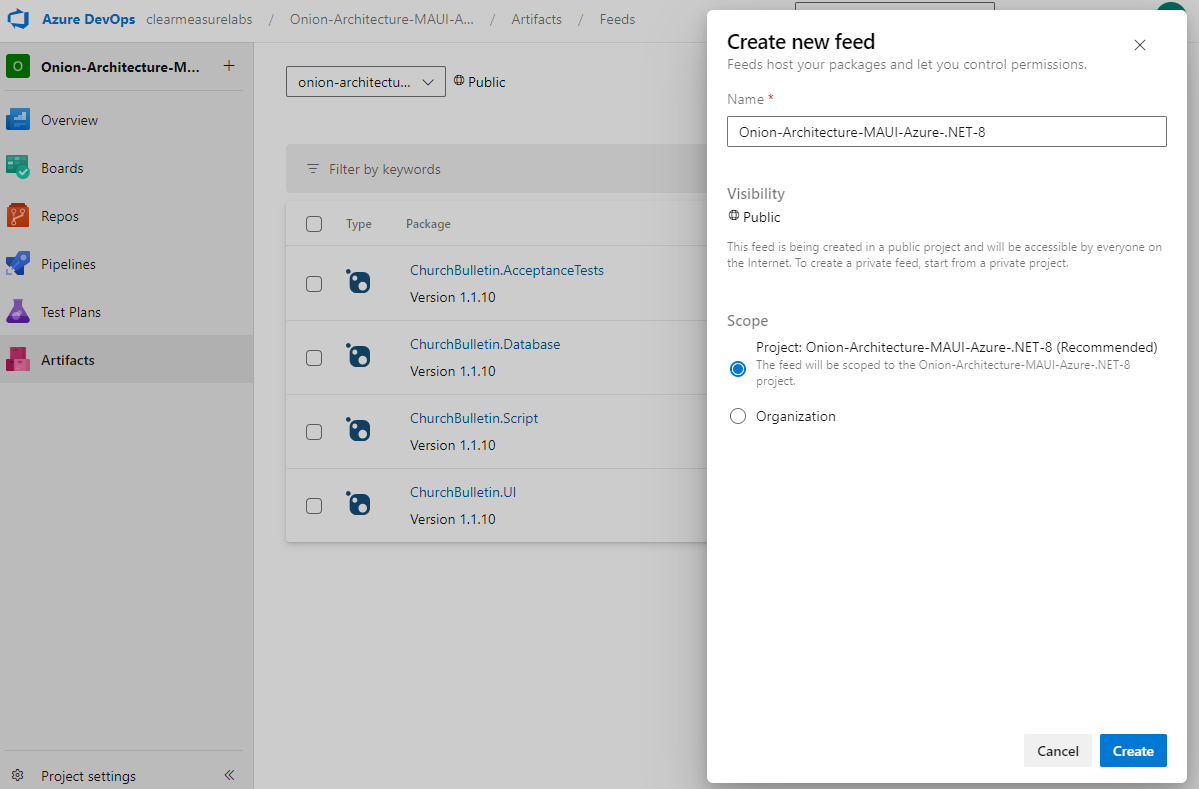 Azure DevOps clearmeasurelabs / Onion-Architecture-MAUI-A... / Artifacts / Feeds
O Onion-Architecture-M... +
Overview
Boards
Repos
Pipelines
Test Plans
Artifacts
Project settings
onion-architectu... Public
Filter by keywords
Type Package
ChurchBulletin.AcceptanceTests
Version 1.1.10
ChurchBulletin.Database
Version 1.1.10
ChurchBulletin.Script
Version 1.1.10
ChurchBulletin.UI
Version 1.1.10
Create new feed
Feeds host your packages and let you control permissions.
Name *
Onion-Architecture-MAUI-Azure-.NET-8
Visibility
Public
This feed is being created in a public project and will be accessible by everyone on
the Internet. To create a private feed, start from a private project.
Scope
Project: Onion-Architecture-MAUI-Azure-.NET-8 (Recommended)
The feed will be scoped to the Onion-Architecture-MAUI-Azure-.NET-8
project.
Organization
Cancel Create